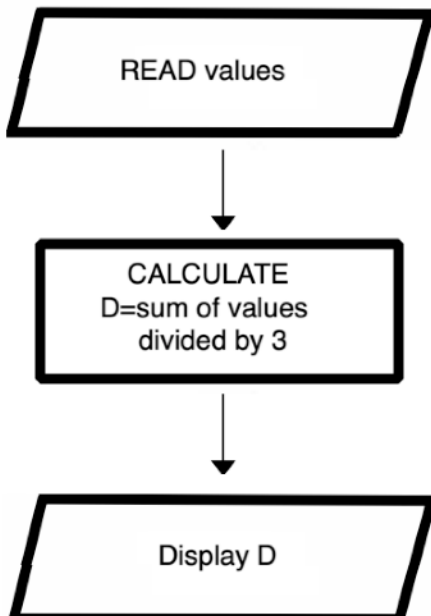 READ values
CALCULATE
D=sum of values
divided by 3
Display D